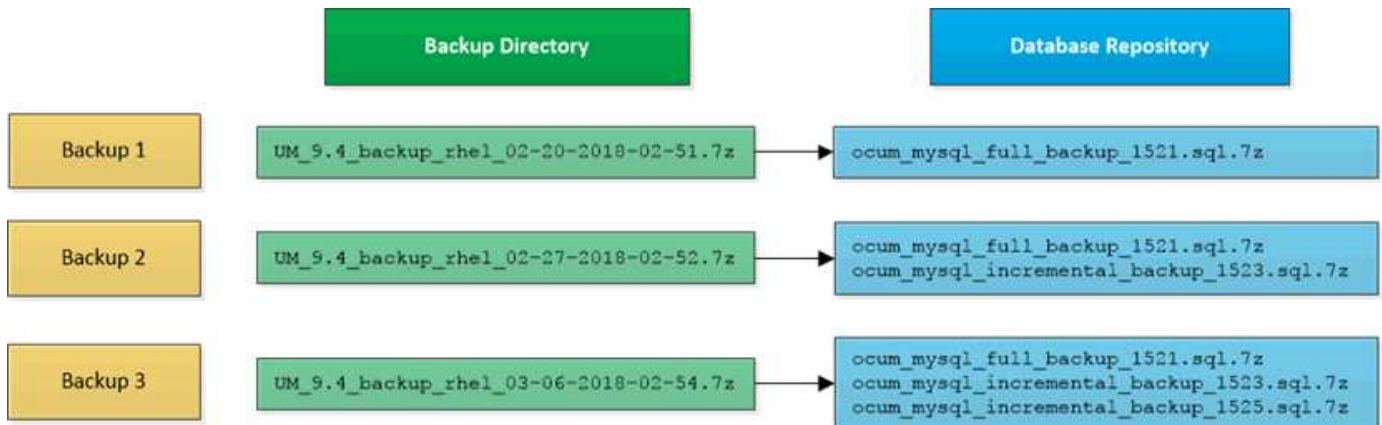 Backup Directory
Database Repository
Backup 1
UM_9.4_backup_rhel_02-20-2018-02-51.7z
ocum_mysql_full_backup_1521.sql.7z
Backup 2
UM_9.4_backup_rhel_02-27-2018-02-52.7z
ocum_mysql_full_backup_1521.sql.7z
ocum_mysql_incremental_backup_1523.sql.7z
Backup 3
UM_9.4_backup_rhel_03-06-2018-02-54.7z
ocum_mysql_full_backup_1521.sql.7z
ocum_mysql_incremental_backup_1523.sql.7z
ocum_mysql_incremental_backup_1525.sql.7z